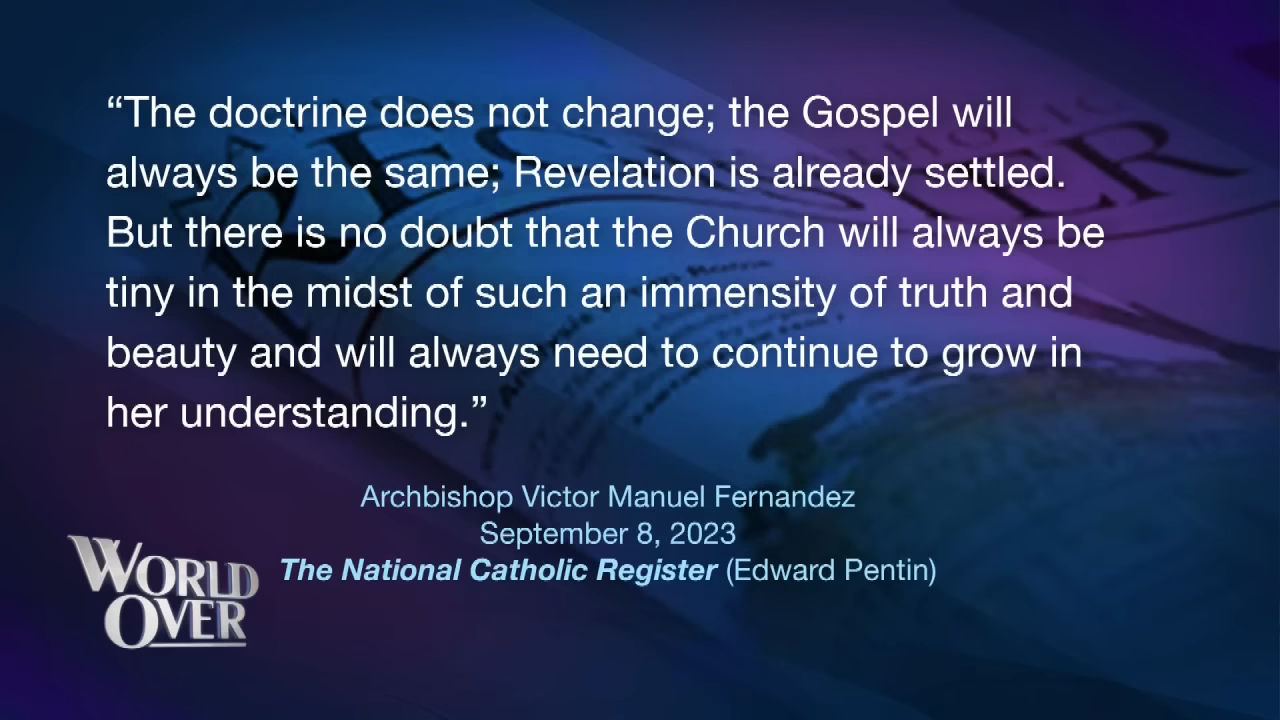 “The doctrine does not change; the Gospel will
always be the same; Revelation is already settled.
But there is no doubt that the Church will always be
tiny in the midst of such an immensity of truth and
beauty and will always need to continue to grow in
her understanding.”
Archbishop Victor Manuel Fernandez
September 8, 2023
The National Catholic Register (Edward Pentin)
WORLD
OVER